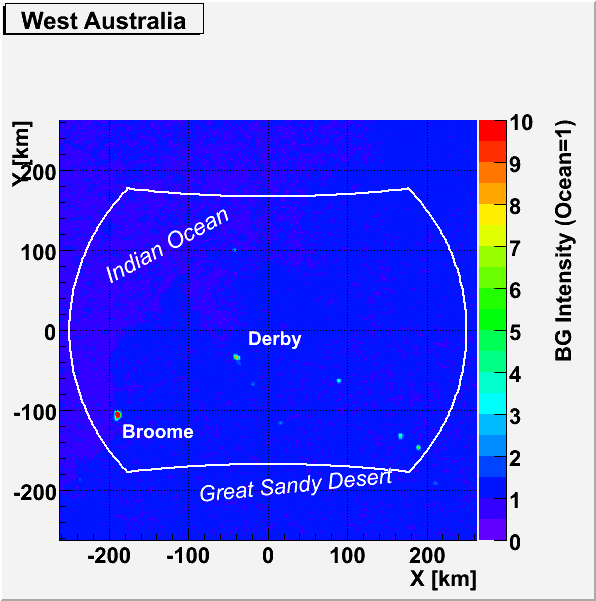 West Australia
Y [km]
200
100
0
-100
-200
Indian Ocean
Derby
Broome
Great Sandy Desert
-200
-100
0
100
200
X [km]
10
9
8
7
6
5
4
3
2
1
0
BG Intensity (Ocean=1)